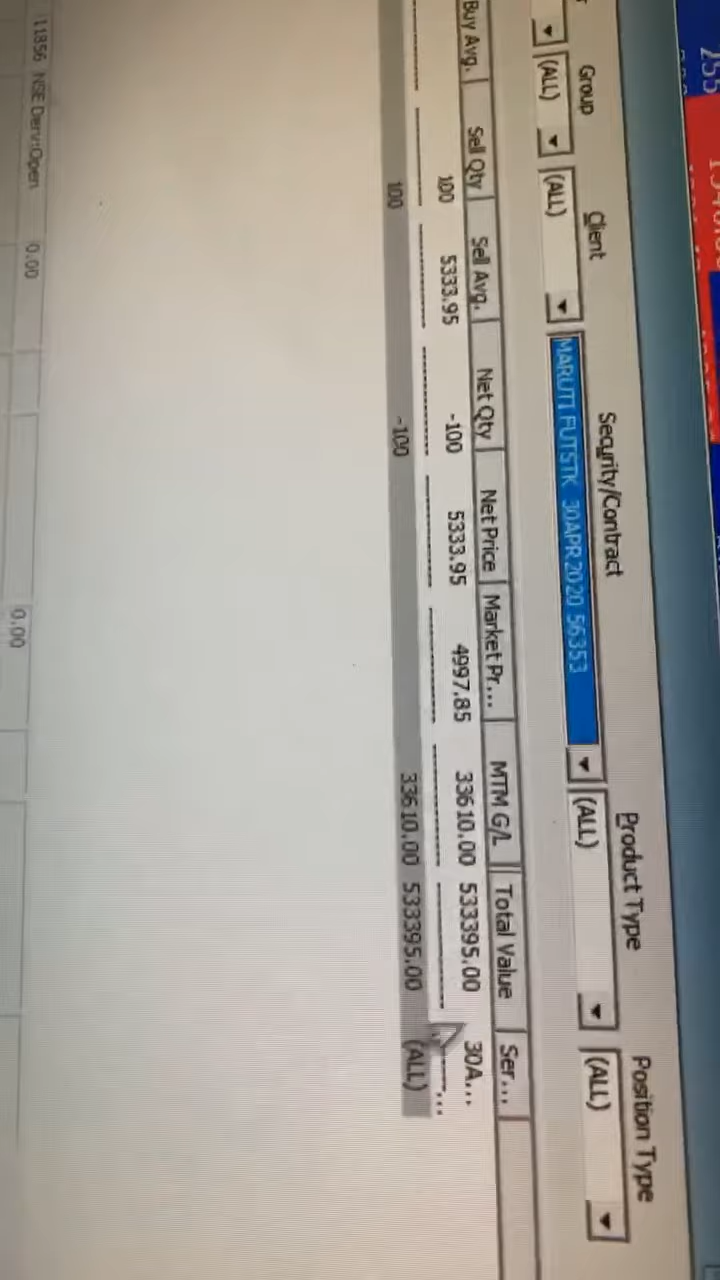 Group Client Security/Contract Product Type Position Type
(ALL) (ALL) MARUTI FUTSTK 30APR2020 56353 (ALL) (ALL)
Buy Avg. Sell Qty Sell Avg. Net Qty Net Price Market Pr... MTM G/L Total Value Ser...
100 5333.95 -100 5333.95 4997.85 33610.00 533395.00 30A...
...
100 -100 33610.00 533395.00 (ALL)
11856 NSE Derv:Open 0.00 0.00